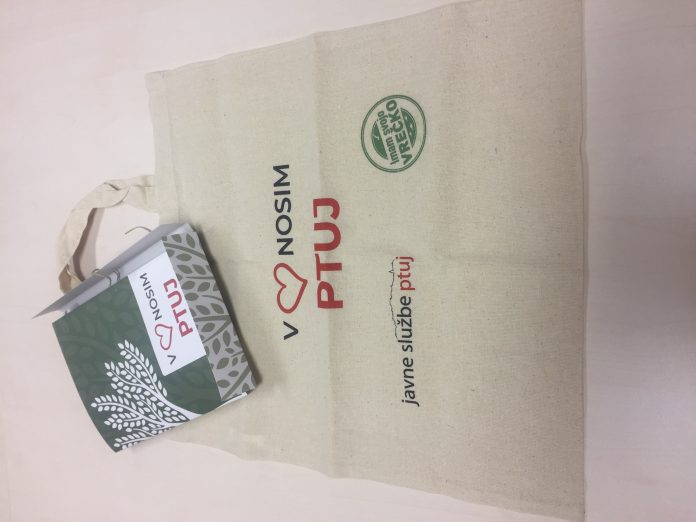 V ♡ NOSIM
PTUJ
javne službe ptuj
Imam svojo
VREČKO
V ♡ NOSIM
PTUJ